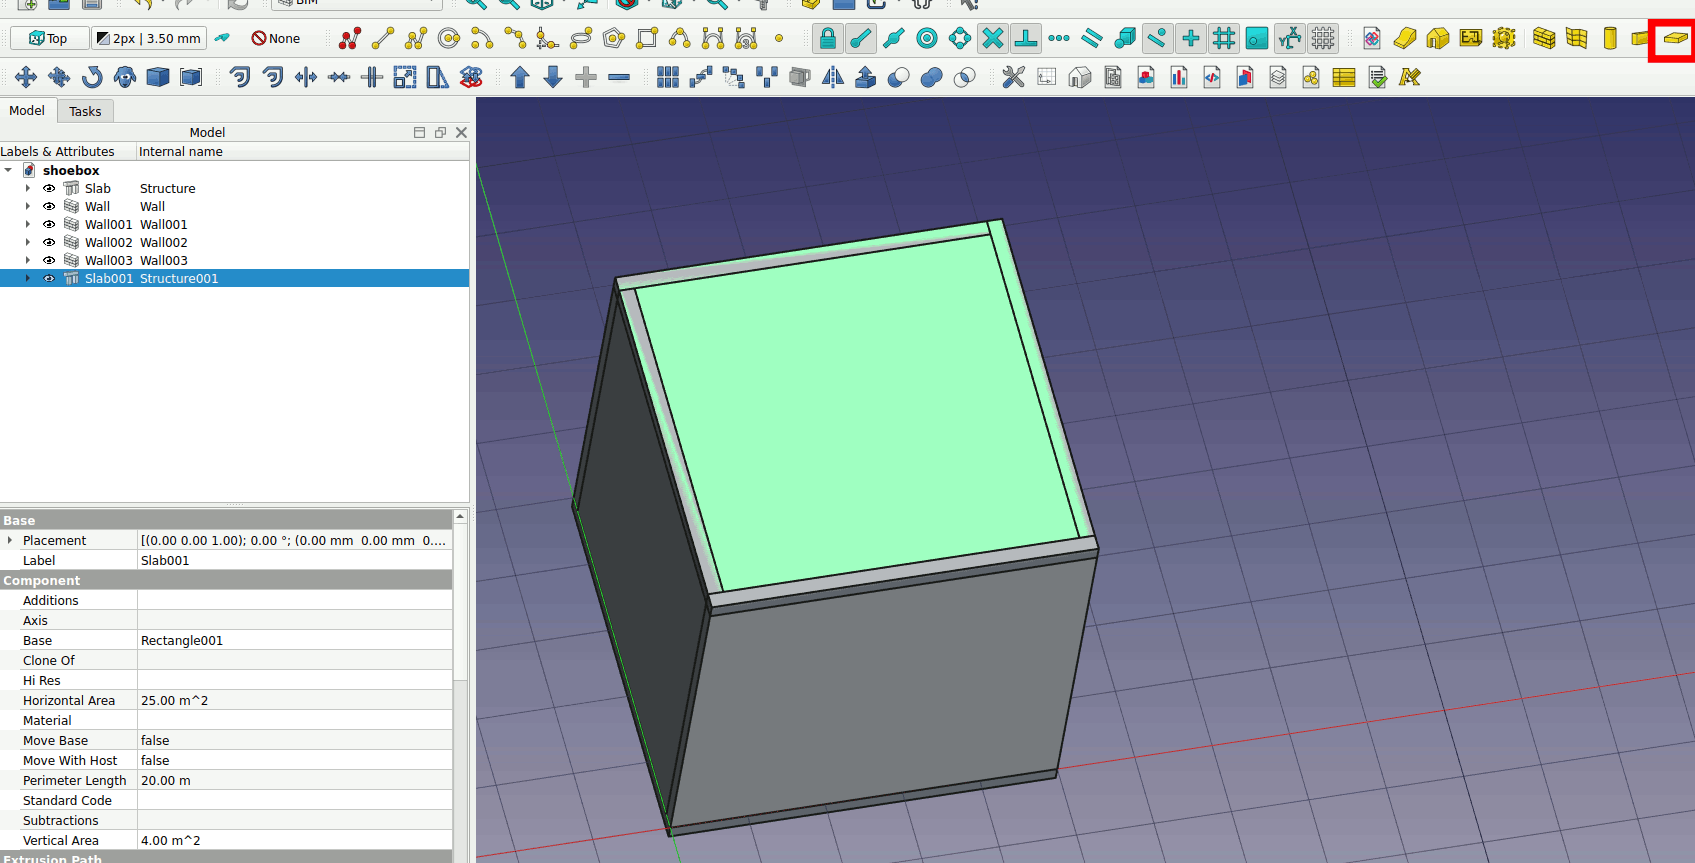 BIM
Top
2px | 3.50 mm
None
Model
Tasks
Model
Labels & Attributes
Internal name
shoebox
Slab Structure
Wall Wall
Wall001 Wall001
Wall002 Wall002
Wall003 Wall003
Slab001 Structure001
Base
Placement [(0.00 0.00 1.00); 0.00 °; (0.00 mm 0.00 mm 0....
Label Slab001
Component
Additions
Axis
Base Rectangle001
Clone Of
Hi Res
Horizontal Area 25.00 m^2
Material
Move Base false
Move With Host false
Perimeter Length 20.00 m
Standard Code
Subtractions
Vertical Area 4.00 m^2
Extrusion Path